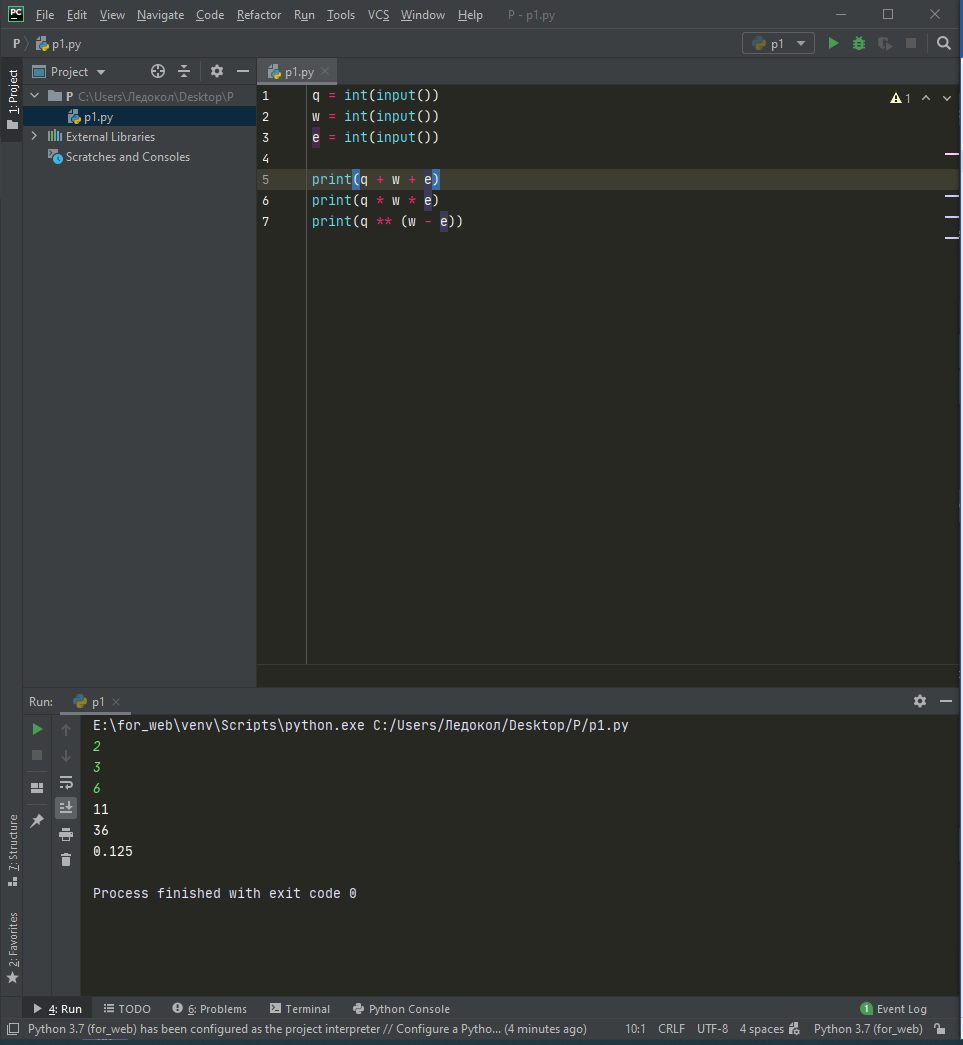 PC File Edit View Navigate Code Refactor Run Tools VCS Window Help P - p1.py
P p1.py p1
1: Project
Project
p1.py
P C:\Users\Ледокол\Desktop\P
p1.py
External Libraries
Scratches and Consoles
1 q = int(input())
2 w = int(input())
3 e = int(input())
4
5 print(q + w + e)
6 print(q * w * e)
7 print(q ** (w - e))
1
Run: p1
E:\for_web\venv\Scripts\python.exe C:/Users/Ледокол/Desktop/P/p1.py
2
3
6
11
36
0.125
Process finished with exit code 0
7: Structure
2: Favorites
4: Run TODO 6: Problems Terminal Python Console 1 Event Log
Python 3.7 (for_web) has been configured as the project interpreter // Configure a Pytho... (4 minutes ago) 10:1 CRLF UTF-8 4 spaces Python 3.7 (for_web)